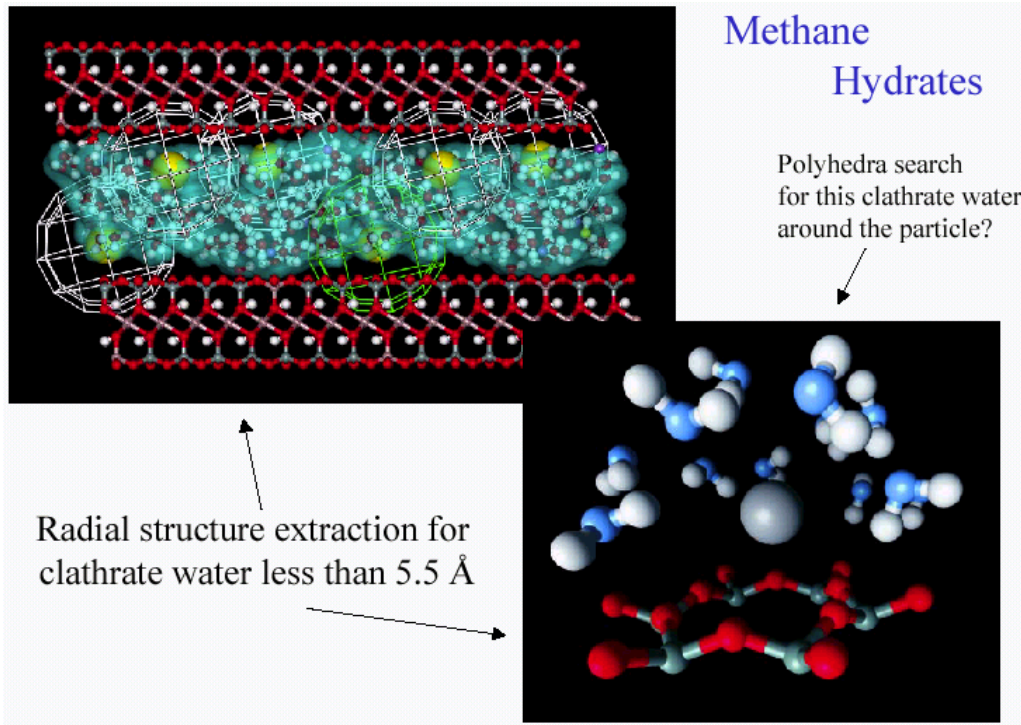 Methane
Hydrates
Polyhedra search
for this clathrate water
around the particle?
Radial structure extraction for
clathrate water less than 5.5 Å